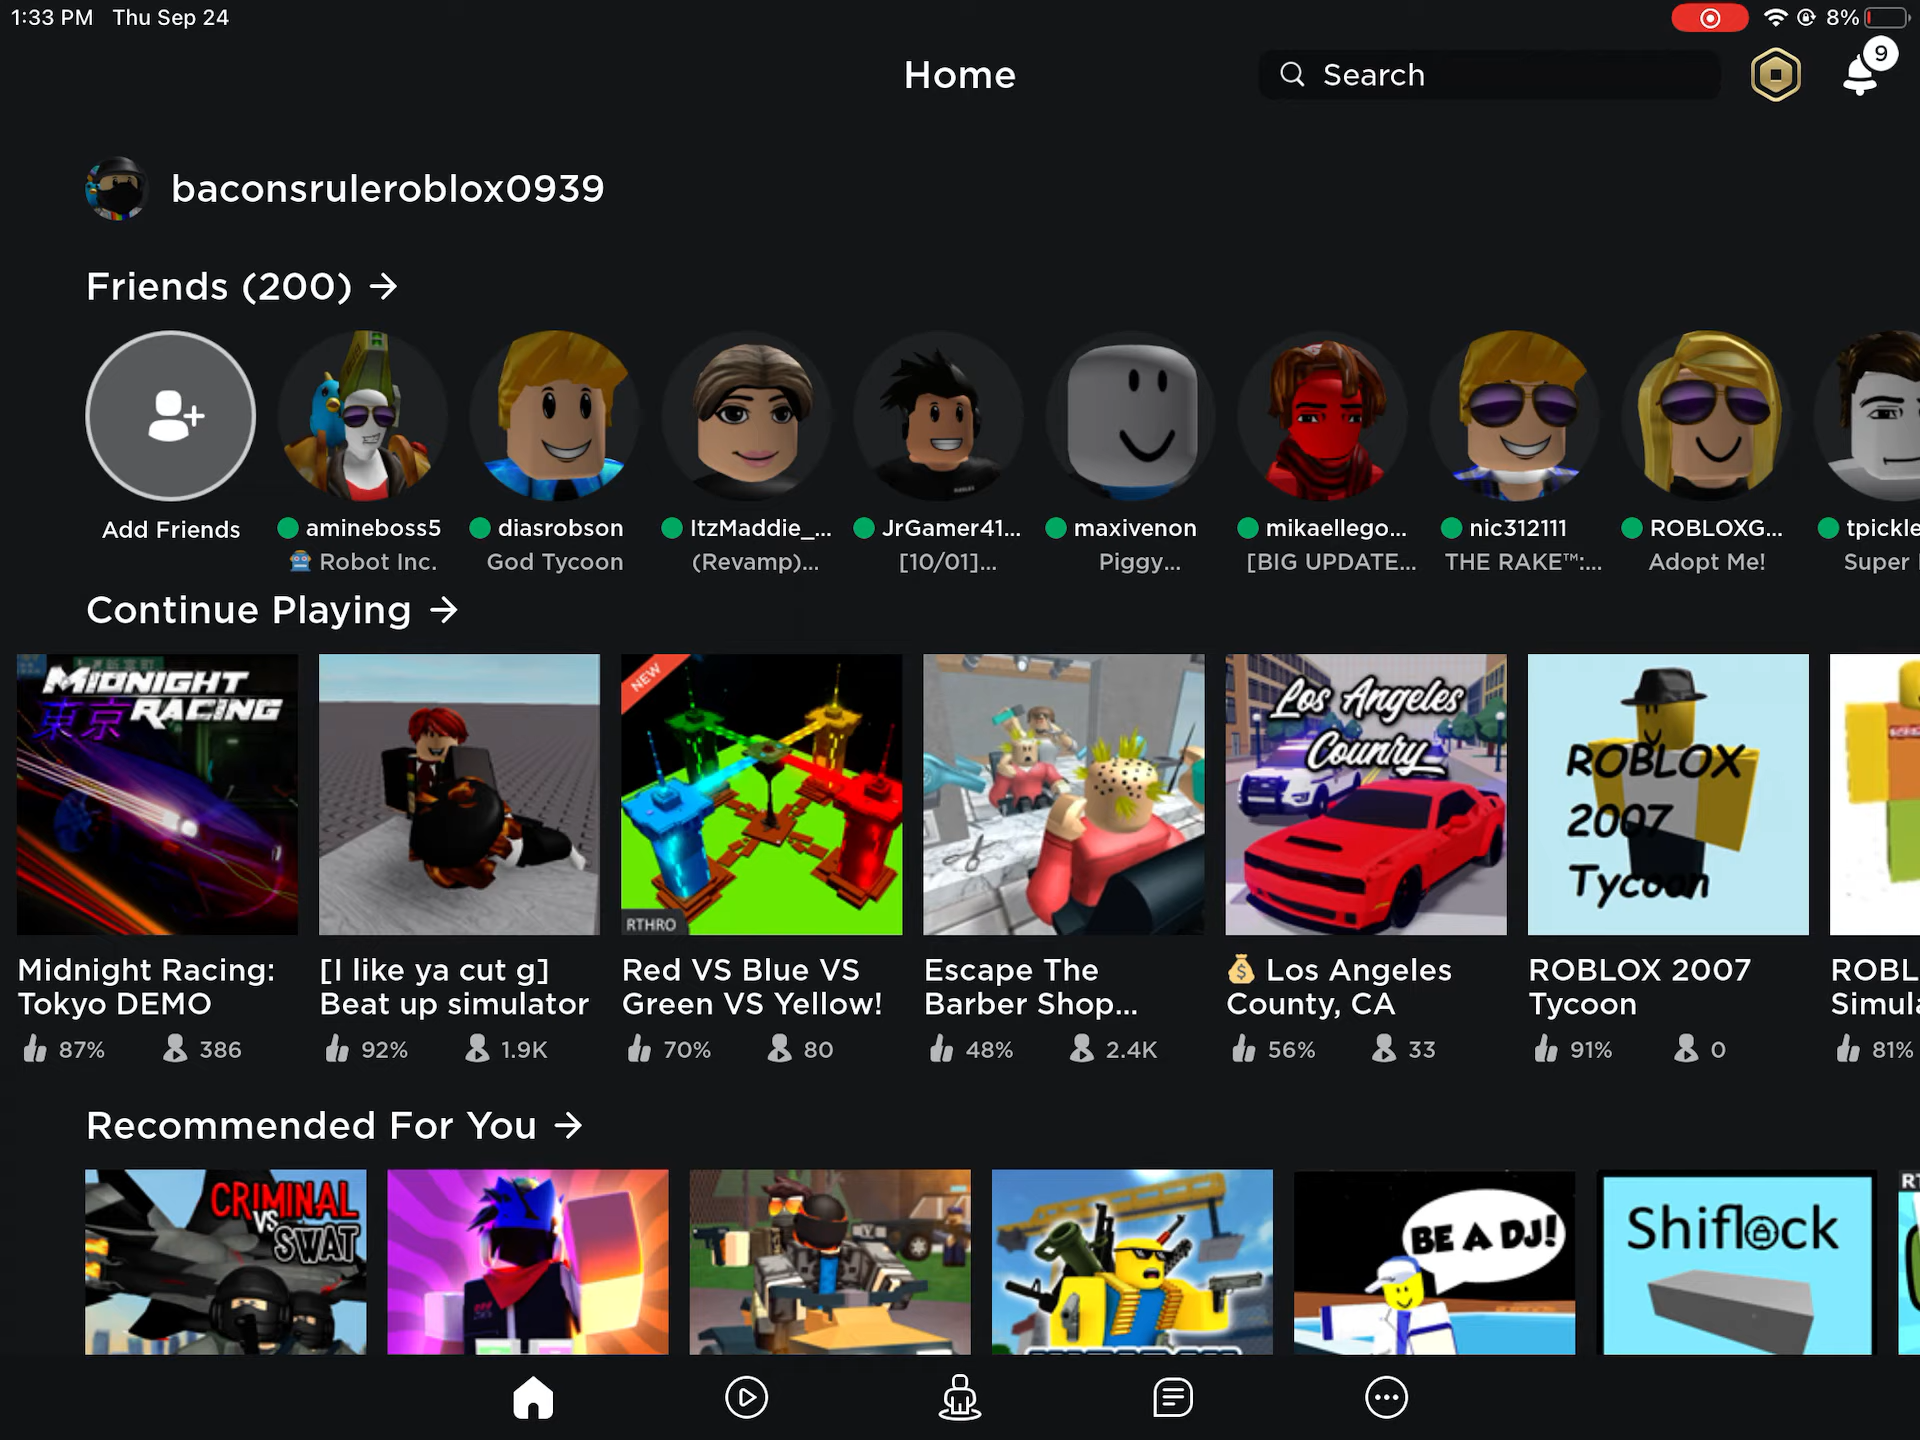 1:33 PM Thu Sep 24
8%
9
Home
Search
baconsruleroblox0939
Friends (200) →
Add Friends
amineboss5
diasrobson
ItzMaddie_...
JrGamer41...
maxivenon
mikaellego...
nic312111
ROBLOXG...
tpickle
Robot Inc.
God Tycoon
(Revamp)...
[10/01]...
Piggy...
[BIG UPDATE...
THE RAKE™:...
Adopt Me!
Super
Continue Playing →
MIDNIGHT
東京 RACING
NEW
RTHRO
Los Angeles
Counry
ROBLOX
2007
Tycoon
Midnight Racing:
Tokyo DEMO
87% 386
[I like ya cut g]
Beat up simulator
92% 1.9K
Red VS Blue VS
Green VS Yellow!
70% 80
Escape The
Barber Shop...
48% 2.4K
Los Angeles
County, CA
56% 33
ROBLOX 2007
Tycoon
91% 0
ROBL
Simula
81%
Recommended For You →
CRIMINAL
VS
SWAT
BE A DJ!
Shiflock